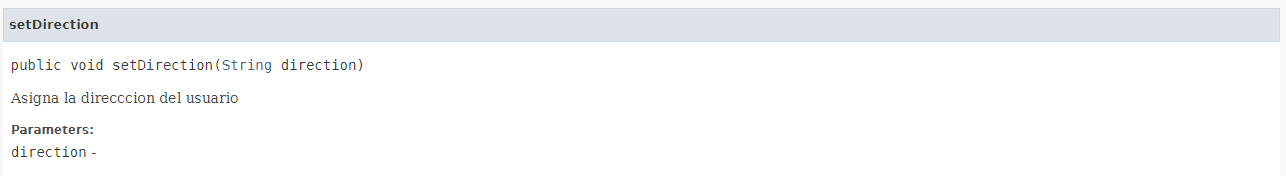 setDirection
public void setDirection(String direction)
Asigna la direcccion del usuario
Parameters:
direction -